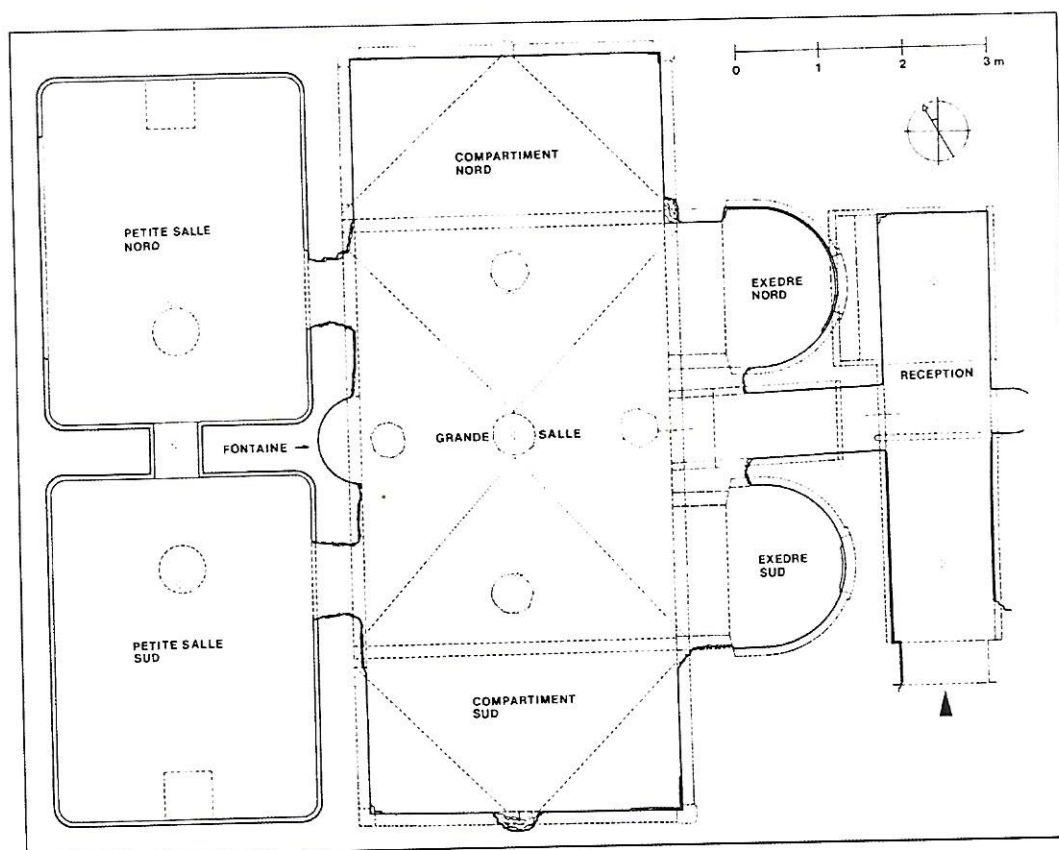 0 1 2 3 m
COMPARTIMENT
NORD
PETITE SALLE
NORD
EXEDRE
NORD
RECEPTION
FONTAINE
GRANDE SALLE
EXEDRE
SUD
PETITE SALLE
SUD
COMPARTIMENT
SUD